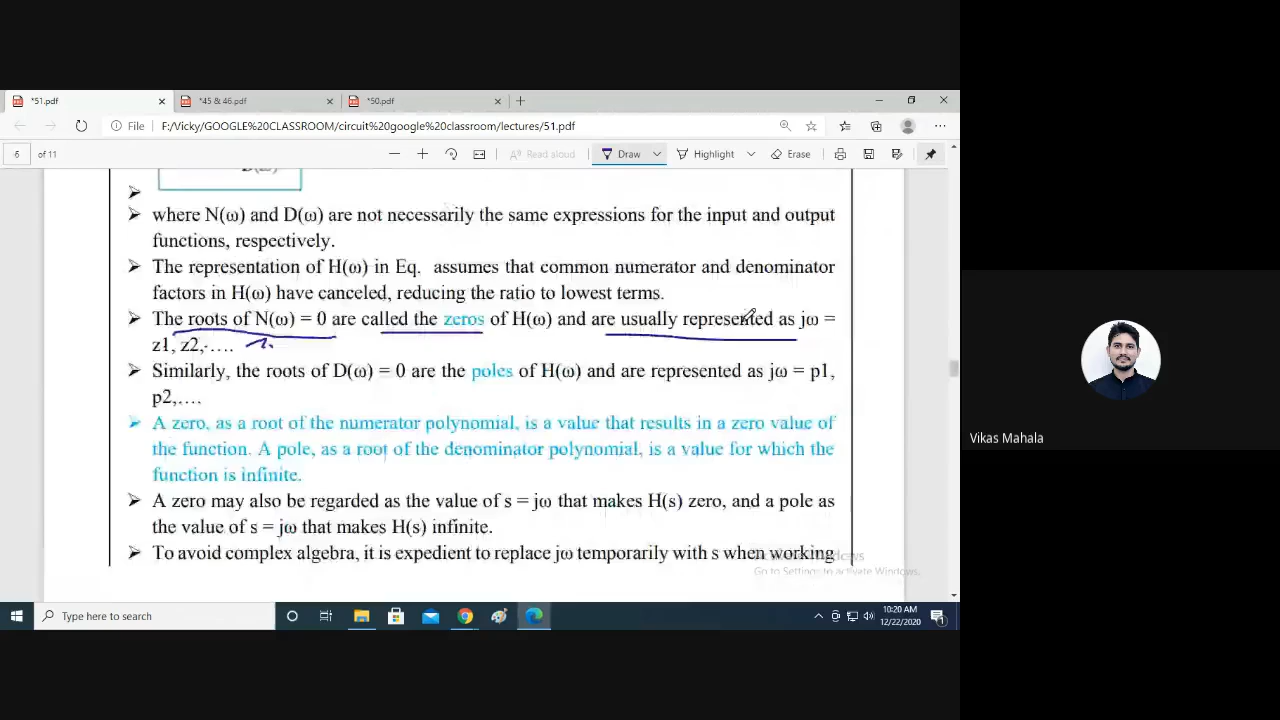 *51.pdf
*45 & 46.pdf
*50.pdf
File F:/Vicky/GOOGLE%20CLASSROOM/circuit%20google%20classroom/lectures/51.pdf
6 of 11 Read aloud Draw Highlight Erase
where N(ω) and D(ω) are not necessarily the same expressions for the input and output
functions, respectively.
The representation of H(ω) in Eq. assumes that common numerator and denominator
factors in H(ω) have canceled, reducing the ratio to lowest terms.
The roots of N(ω) = 0 are called the zeros of H(ω) and are usually represented as jω =
z1, z2,....
Similarly, the roots of D(ω) = 0 are the poles of H(ω) and are represented as jω = p1,
p2,....
A zero, as a root of the numerator polynomial, is a value that results in a zero value of
the function. A pole, as a root of the denominator polynomial, is a value for which the
function is infinite.
A zero may also be regarded as the value of s = jω that makes H(s) zero, and a pole as
the value of s = jω that makes H(s) infinite.
To avoid complex algebra, it is expedient to replace jω temporarily with s when working
Go to Settings to activate Windows.
Vikas Mahala
Type here to search
10:20 AM
12/22/2020
1